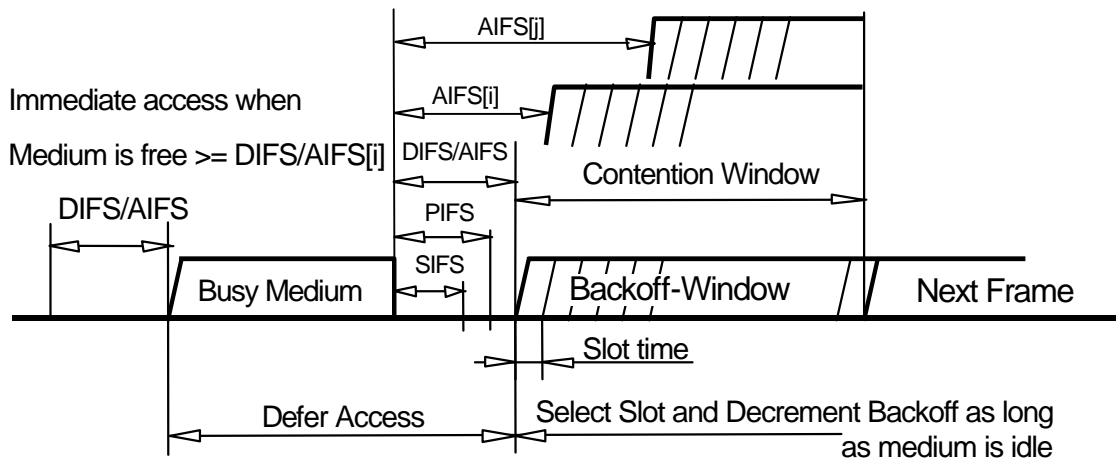 AIFS[j]
AIFS[i]
Immediate access when
Medium is free >= DIFS/AIFS[i]
DIFS/AIFS
Contention Window
DIFS/AIFS
PIFS
SIFS
Busy Medium
Backoff-Window
Next Frame
Slot time
Defer Access
Select Slot and Decrement Backoff as long
as medium is idle